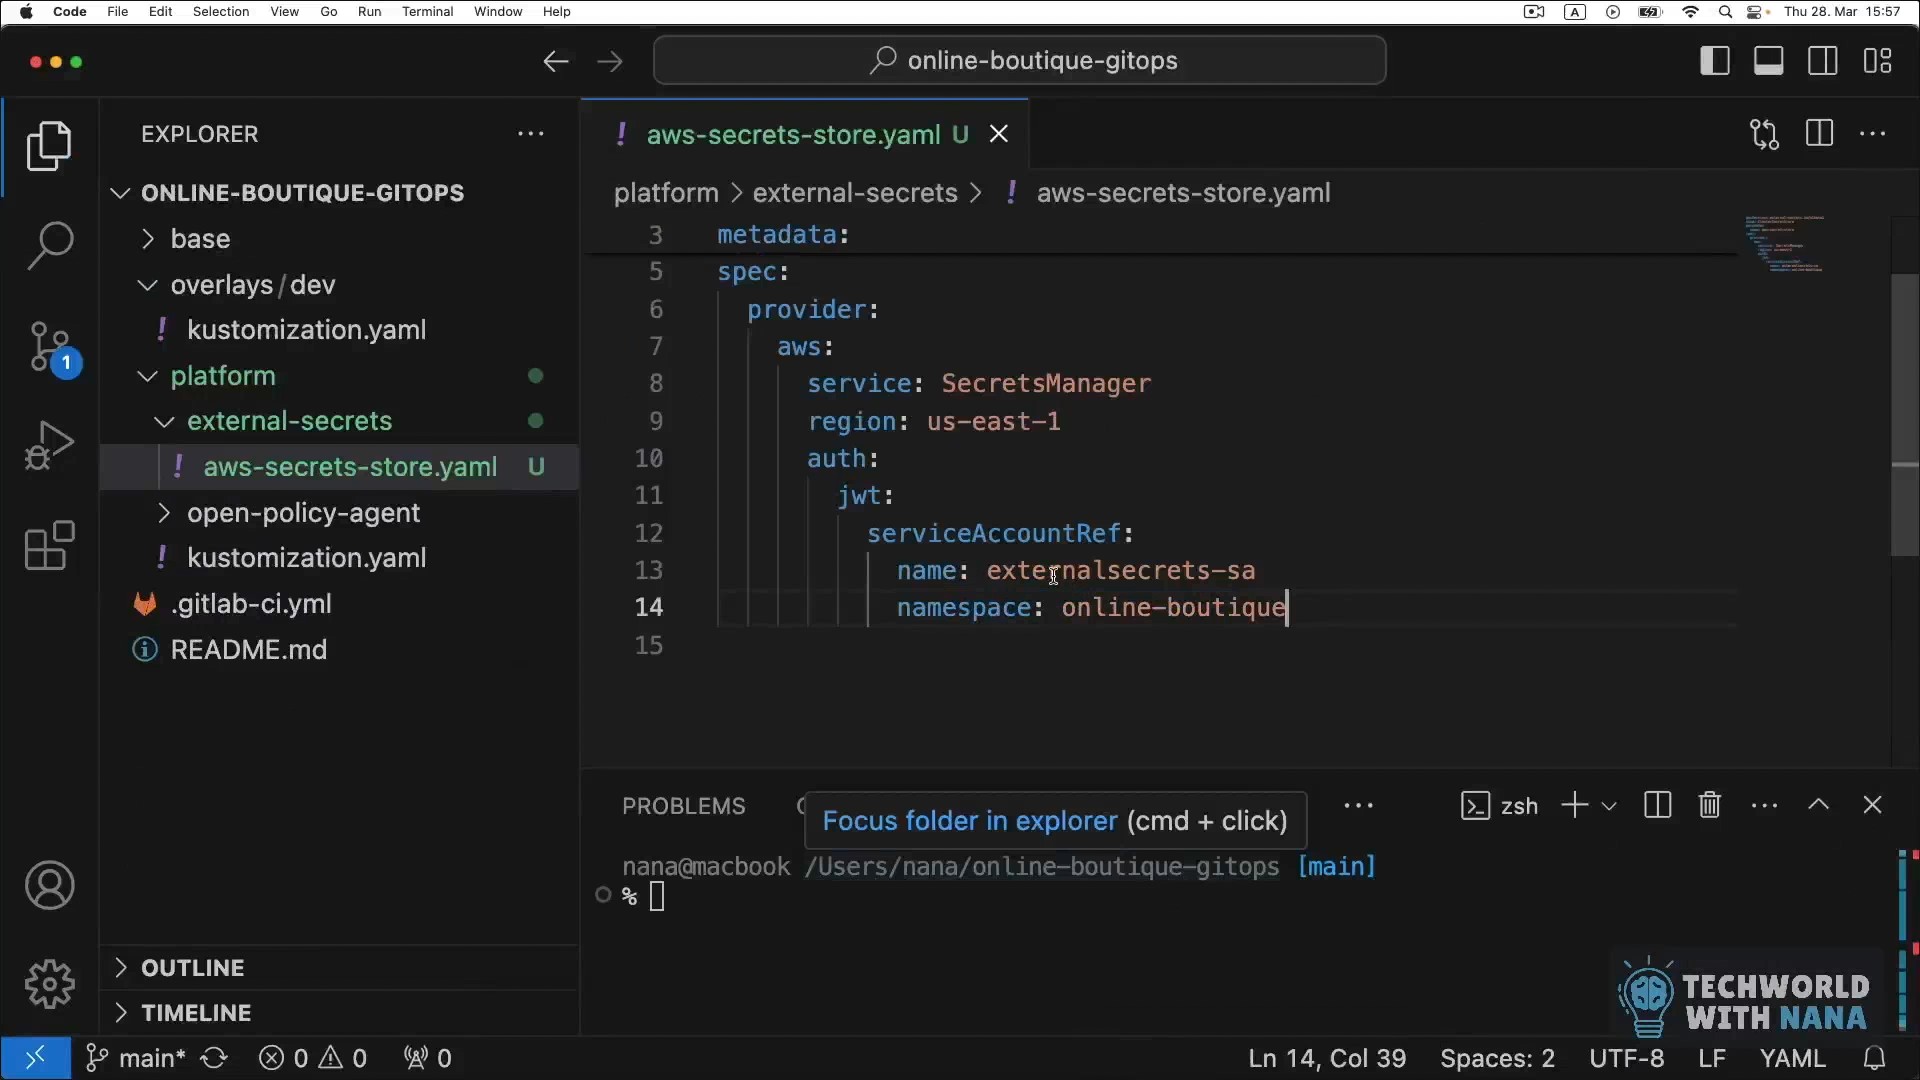 Code File Edit Selection View Go Run Terminal Window Help A Thu 28. Mar 15:57
online-boutique-gitops
EXPLORER
ONLINE-BOUTIQUE-GITOPS
base
overlays / dev
! kustomization.yaml
platform
external-secrets
! aws-secrets-store.yaml U
open-policy-agent
! kustomization.yaml
.gitlab-ci.yml
README.md
OUTLINE
TIMELINE
1
! aws-secrets-store.yaml U
platform > external-secrets > ! aws-secrets-store.yaml
3 metadata:
5 spec:
6 provider:
7 aws:
8 service: SecretsManager
9 region: us-east-1
10 auth:
11 jwt:
12 serviceAccountRef:
13 name: externalsecrets-sa
14 namespace: online-boutique
15
PROBLEMS
zsh
Focus folder in explorer (cmd + click)
nana@macbook /Users/nana/online-boutique-gitops [main]
%
TECHWORLD
WITH NANA
main* 0 0 0 Ln 14, Col 39 Spaces: 2 UTF-8 LF YAML